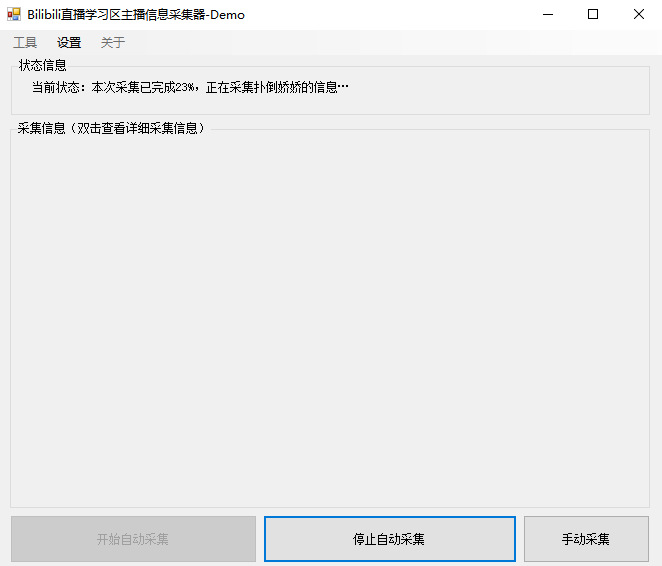 Bilibili直播学习区主播信息采集器-Demo
工具 设置 关于
状态信息
当前状态：本次采集已完成23%，正在采集扑倒娇娇的信息…
采集信息（双击查看详细采集信息）
开始自动采集 停止自动采集 手动采集